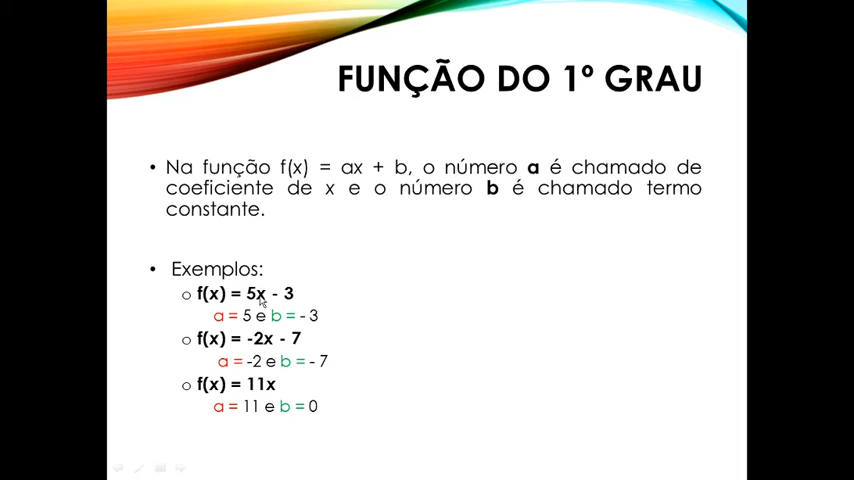 FUNÇÃO DO 1º GRAU
• Na função f(x) = ax + b, o número a é chamado de
coeficiente de x e o número b é chamado termo
constante.
• Exemplos:
o f(x) = 5x - 3
a = 5 e b = - 3
o f(x) = -2x - 7
a = -2 e b = - 7
o f(x) = 11x
a = 11 e b = 0